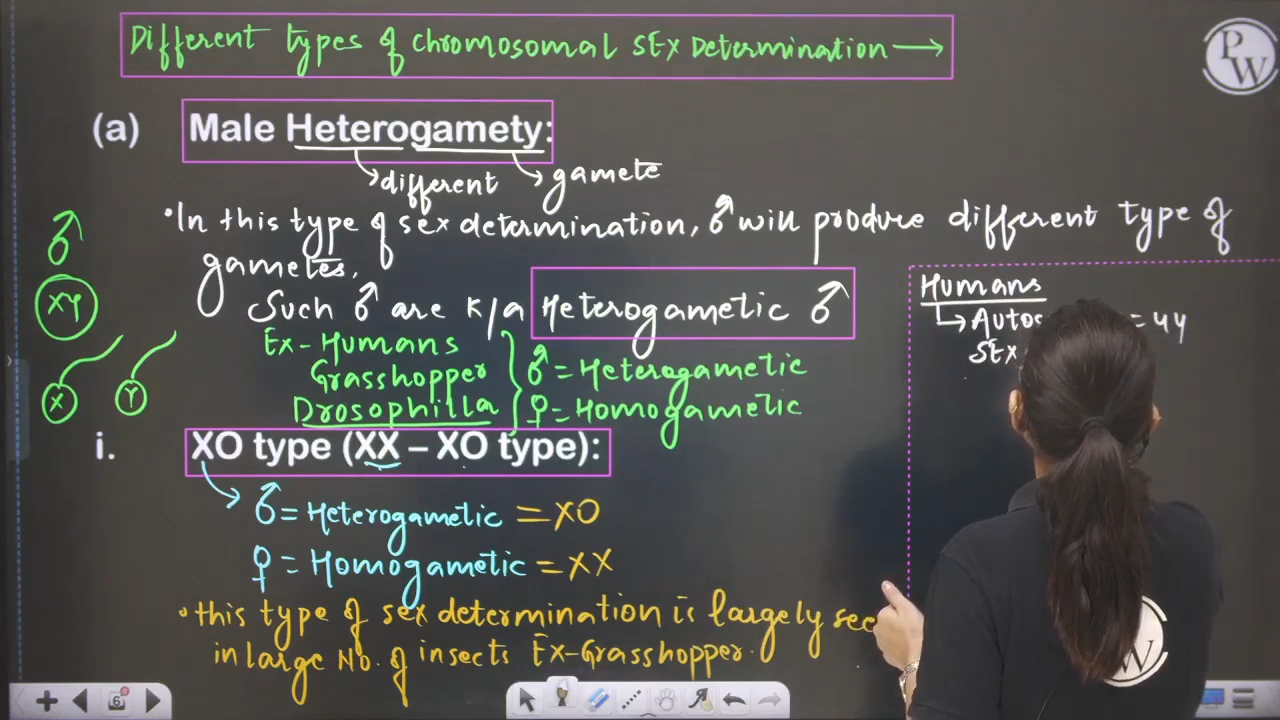 Different types of chromosomal sex Determination →
PW
(a) Male Heterogamety:
different gamete
•In this type of sex determination, ♂ will produce different type of
gametes.
♂
XY
X Y
Such ♂ are k/a Heterogametic ♂
Ex- Humans
Grasshopper ♂ = Heterogametic
Drosophilla ♀ = Homogametic
Humans
= 44
Sex
i. XO type (XX – XO type):
♂ = Heterogametic = XO
♀ = Homogametic = XX
•this type of sex determination is largely
in large No. of insects Ex-Grasshopper.
6
W